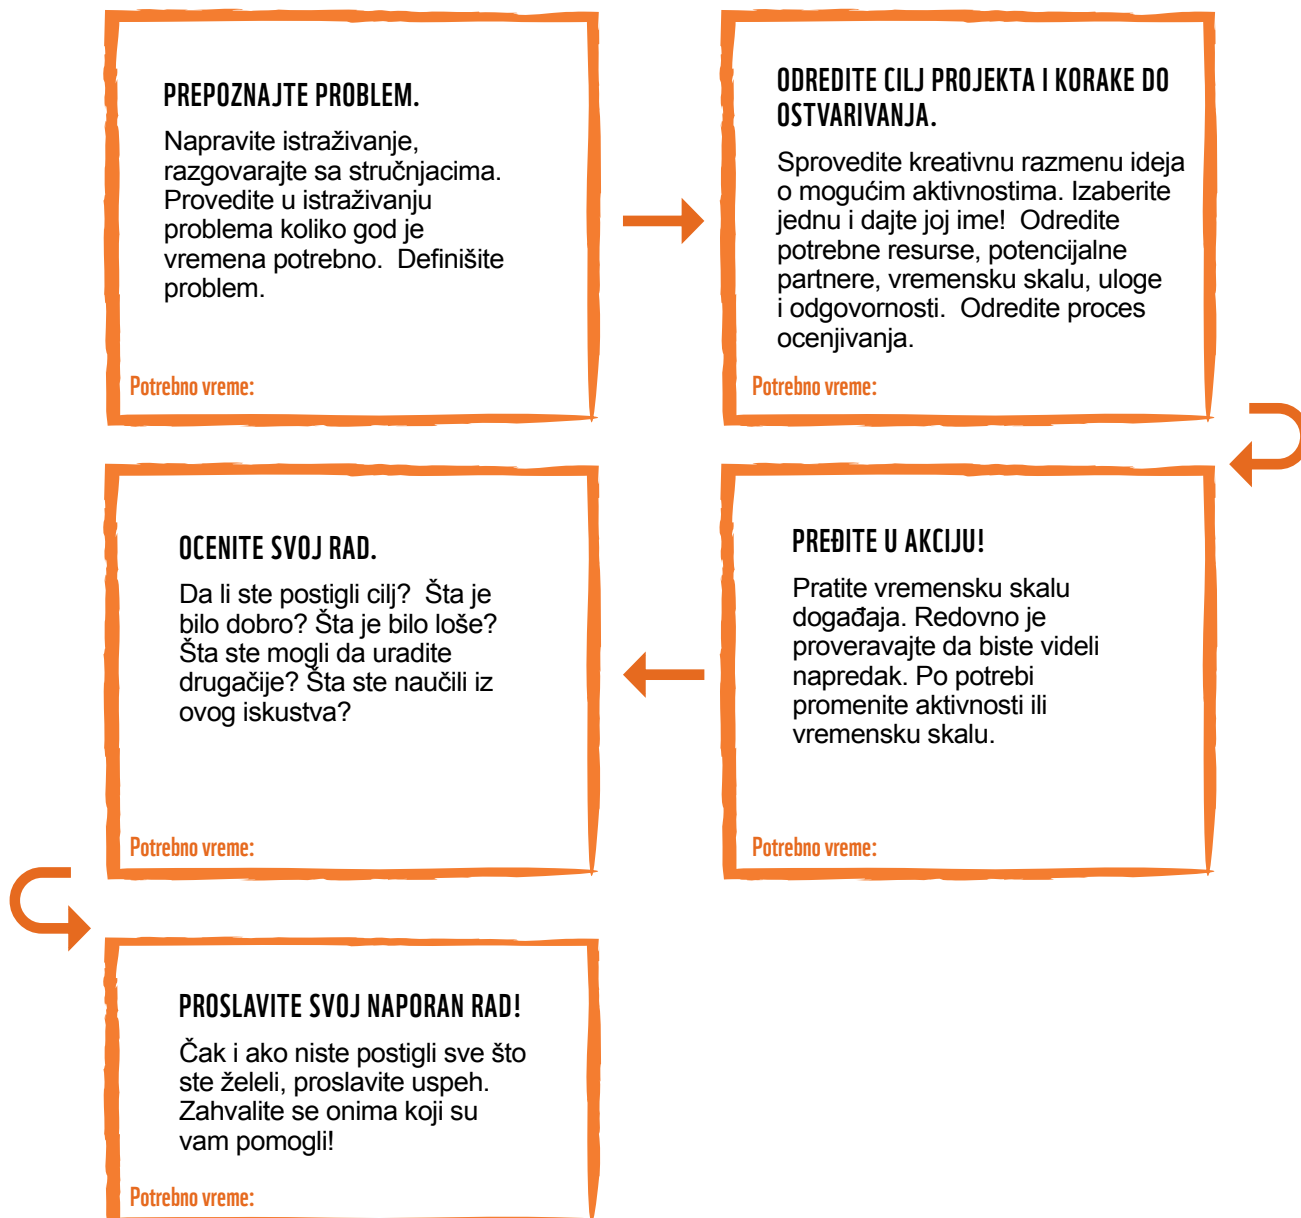 PREPOZNAJTE PROBLEM.
Napravite istraživanje,
razgovarajte sa stručnjacima.
Provedite u istraživanju
problema koliko god je
vremena potrebno.  Definišite
problem.
Potrebno vreme:
ODREDITE CILJ PROJEKTA I KORAKE DO
OSTVARIVANJA.
Sprovedite kreativnu razmenu ideja
o mogućim aktivnostima. Izaberite
jednu i dajte joj ime!  Odredite
potrebne resurse, potencijalne
partnere, vremensku skalu, uloge
i odgovornosti.  Odredite proces
ocenjivanja.
Potrebno vreme:
PREĐITE U AKCIJU!
Pratite vremensku skalu
događaja. Redovno je
proveravajte da biste videli
napredak. Po potrebi
promenite aktivnosti ili
vremensku skalu.
Potrebno vreme:
OCENITE SVOJ RAD.
Da li ste postigli cilj?  Šta je
bilo dobro? Šta je bilo loše?
Šta ste mogli da uradite
drugačije? Šta ste naučili iz
ovog iskustva?
Potrebno vreme:
PROSLAVITE SVOJ NAPORAN RAD!
Čak i ako niste postigli sve što
ste želeli, proslavite uspeh.
Zahvalite se onima koji su
vam pomogli!
Potrebno vreme: